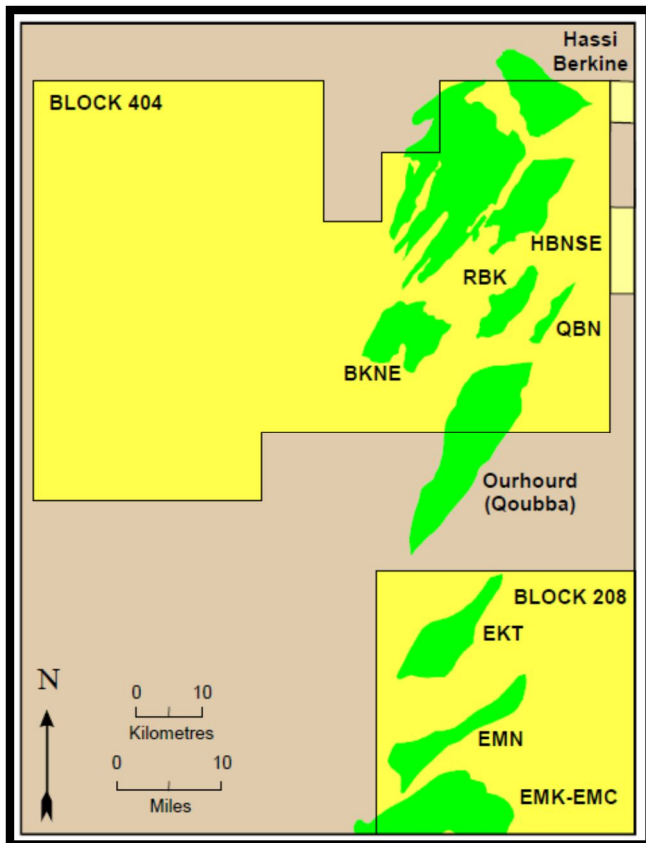 Hassi
Berkine
BLOCK 404
HBNSE
RBK
QBN
BKNE
Ourhourd
(Qoubba)
BLOCK 208
EKT
N
0 10
Kilometres
EMN
0 10
Miles
EMK-EMC